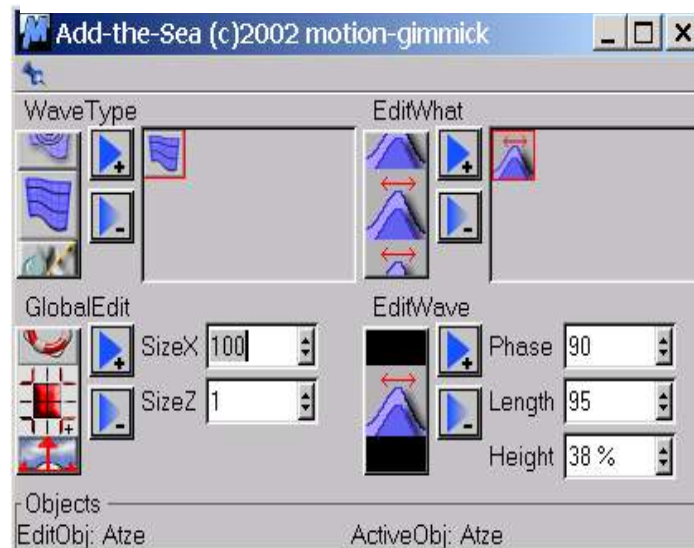 Add-the-Sea (c)2002 motion-gimmick
WaveType
EditWhat
GlobalEdit
SizeX 100
SizeZ 1
EditWave
Phase 90
Length 95
Height 38 %
Objects
EditObj: Atze
ActiveObj: Atze